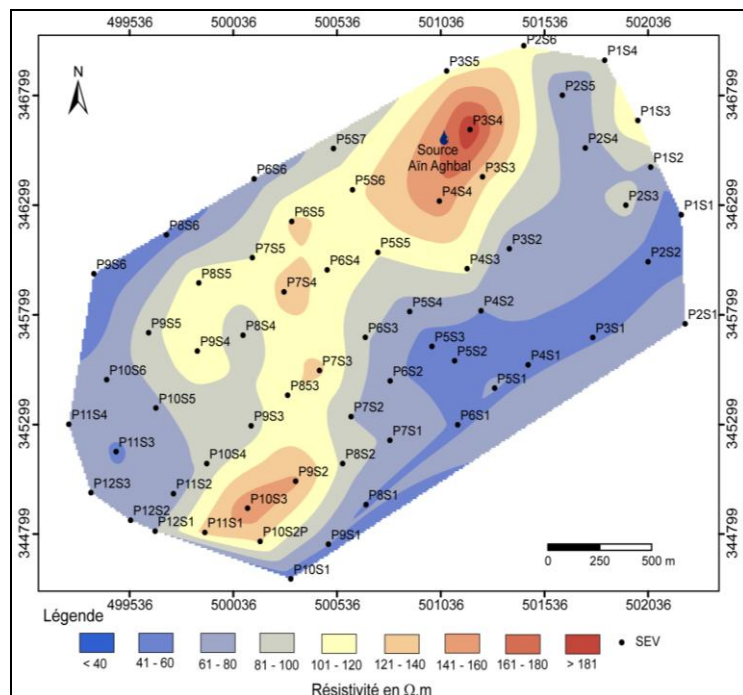 499536 500036 500536 501036 501536 502036
P2S6
P1S4
P3S5
N
346799 346799
P2S5
P1S3
P3S4
Source
Aïn Aghbal
P5S7
P2S4
P1S2
P3S3
P6S6
P5S6
346299 346299
P4S4
P2S3
P1S1
P6S5
P8S6
P3S2
P5S5
P7S5
P4S3
P2S2
P9S6
P6S4
P8S5
P7S4
345799 345799
P5S4
P4S2
P2S1
P9S5
P8S4
P6S3
P3S1
P9S4
P5S3
P5S2
P4S1
P10S6
P7S3
P6S2
P5S1
P853
P10S5
P11S4
345299 345299
P9S3
P7S2
P6S1
P7S1
P11S3
P10S4
P8S2
P9S2
P12S3
P11S2
P10S3
P8S1
P12S2
P12S1
P11S1
344799 344799
P10S2P
P9S1
P10S1
0 250 500 m
499536 500036 500536 501036 501536 502036
Légende
< 40 41 - 60 61 - 80 81 - 100 101 - 120 121 - 140 141 - 160 161 - 180 > 181 SEV
Résistivité en Ω.m